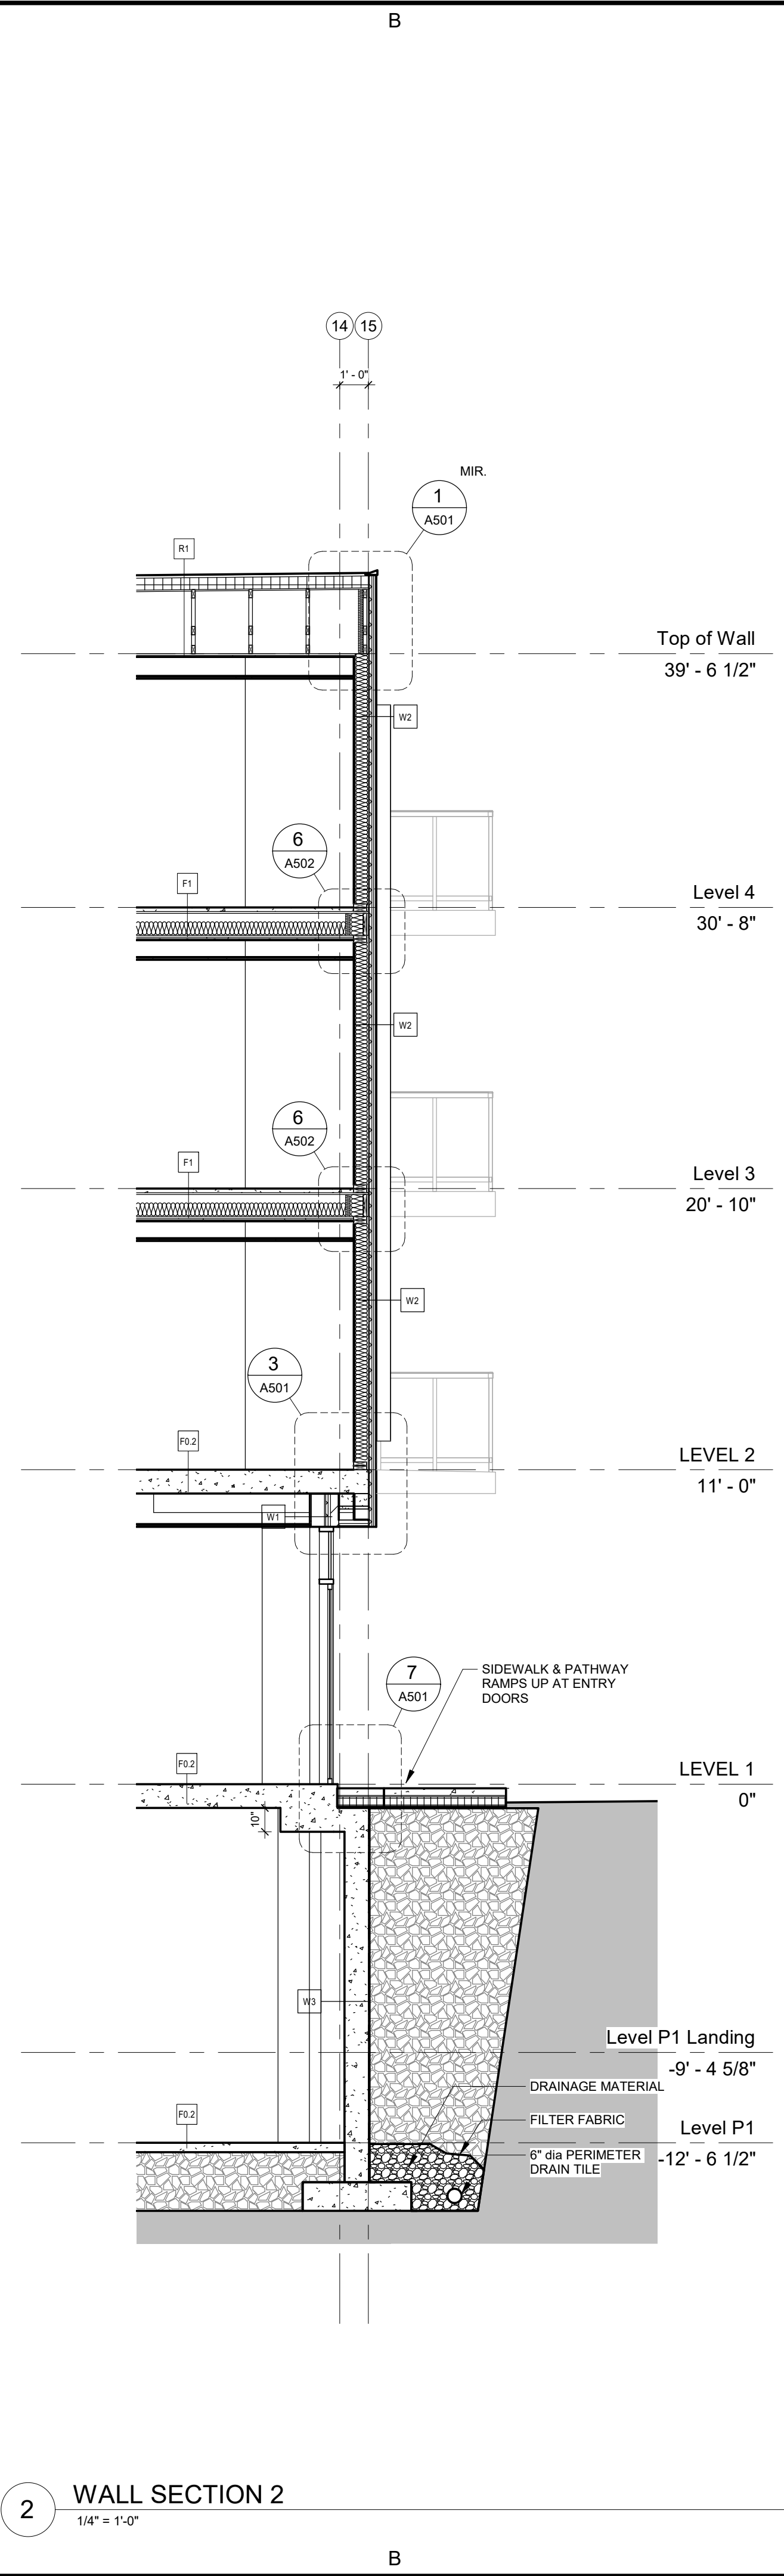 B
14 15
1' - 0"
MIR.
1
A501
R1
Top of Wall
39' - 6 1/2"
W2
6
A502
F1
Level 4
30' - 8"
W2
6
A502
F1
Level 3
20' - 10"
W2
3
A501
F0.2
LEVEL 2
11' - 0"
W1
7
A501
SIDEWALK & PATHWAY
RAMPS UP AT ENTRY
DOORS
F0.2
LEVEL 1
0"
10"
W3
Level P1 Landing
-9' - 4 5/8"
DRAINAGE MATERIAL
F0.2
FILTER FABRIC
Level P1
-12' - 6 1/2"
6" dia PERIMETER
DRAIN TILE
2
WALL SECTION 2
1/4" = 1'-0"
B